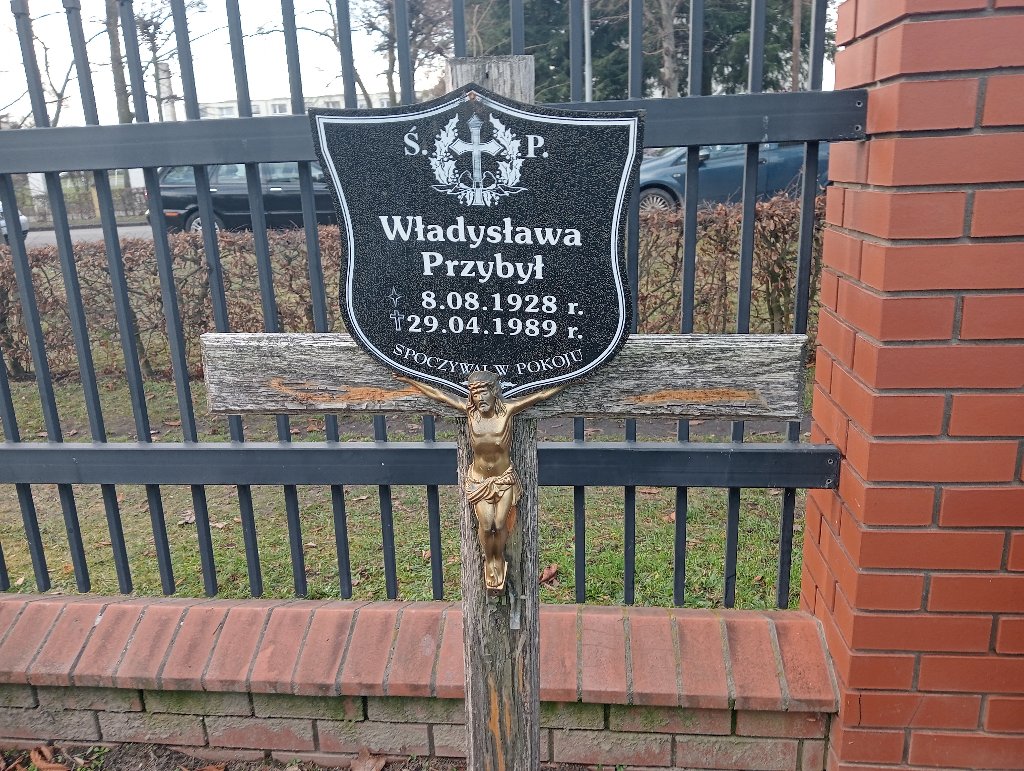 Ś. P.
Władysława
Przybył
8.08.1928 r.
29.04.1989 r.
SPOCZYWAJ W POKOJU